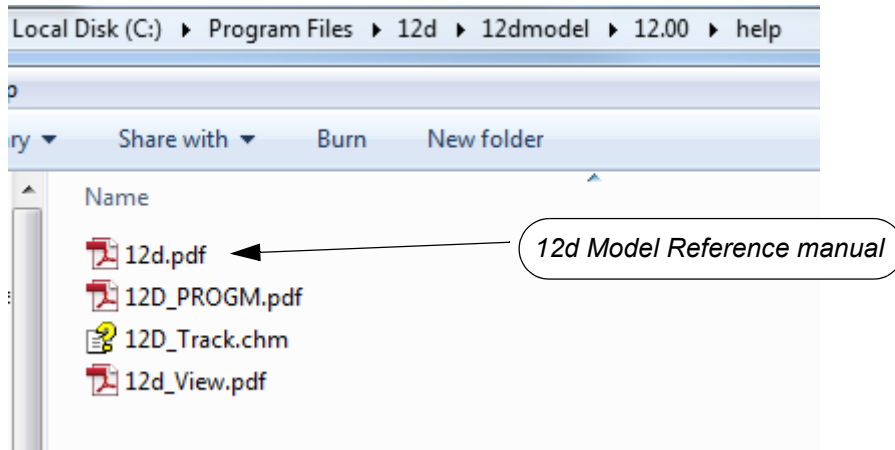 Local Disk (C:) ▸ Program Files ▸ 12d ▸ 12dmodel ▸ 12.00 ▸ help
Share with ▾ Burn New folder
Name
12d.pdf
12d Model Reference manual
12D_PROGM.pdf
12D_Track.chm
12d_View.pdf